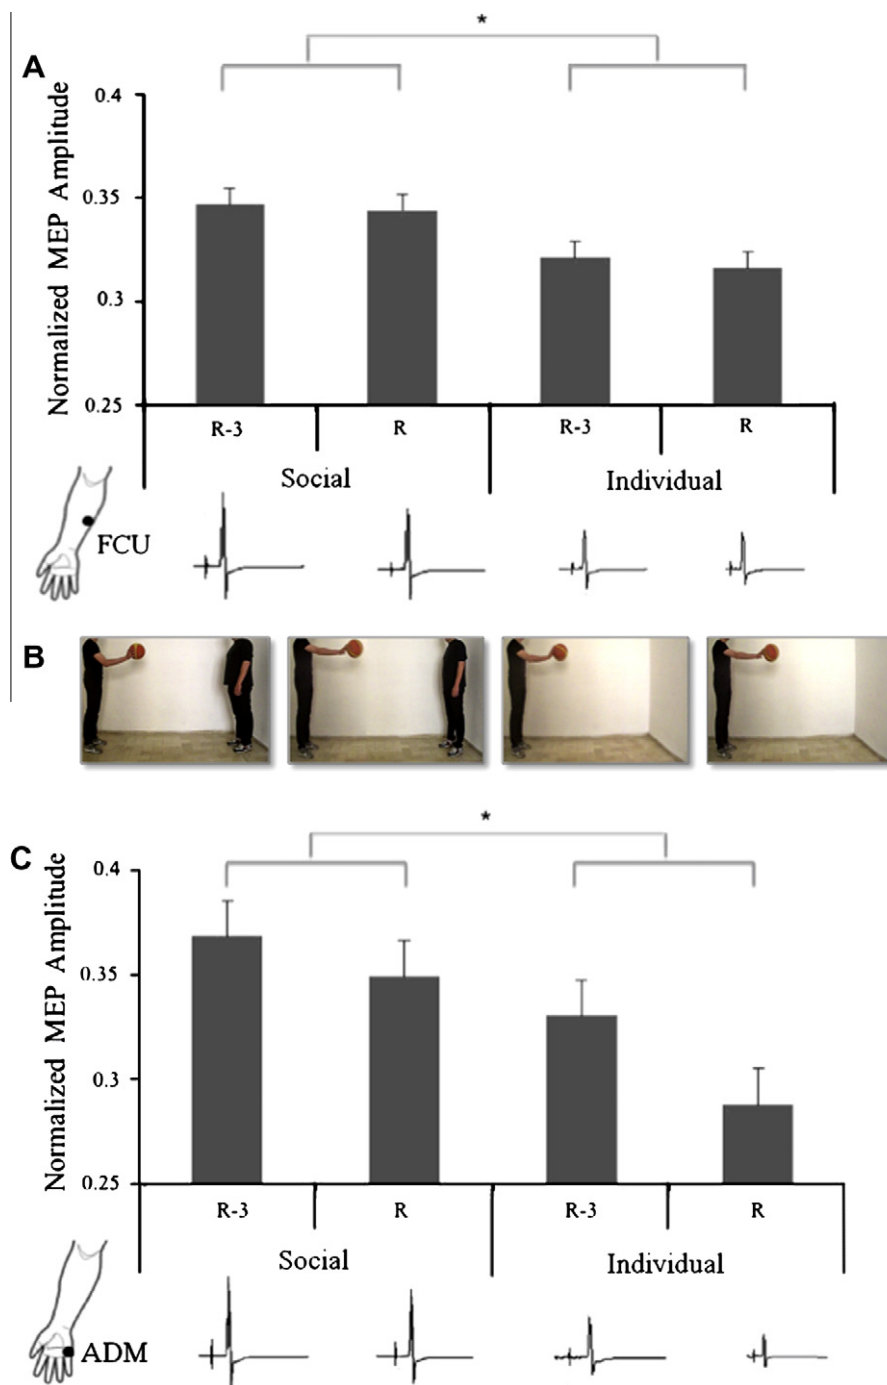 *
A
Normalized MEP Amplitude
0.4
0.35
0.3
0.25
R-3
R
R-3
R
Social
Individual
FCU
B
*
C
Normalized MEP Amplitude
0.4
0.35
0.3
0.25
R-3
R
R-3
R
Social
Individual
ADM